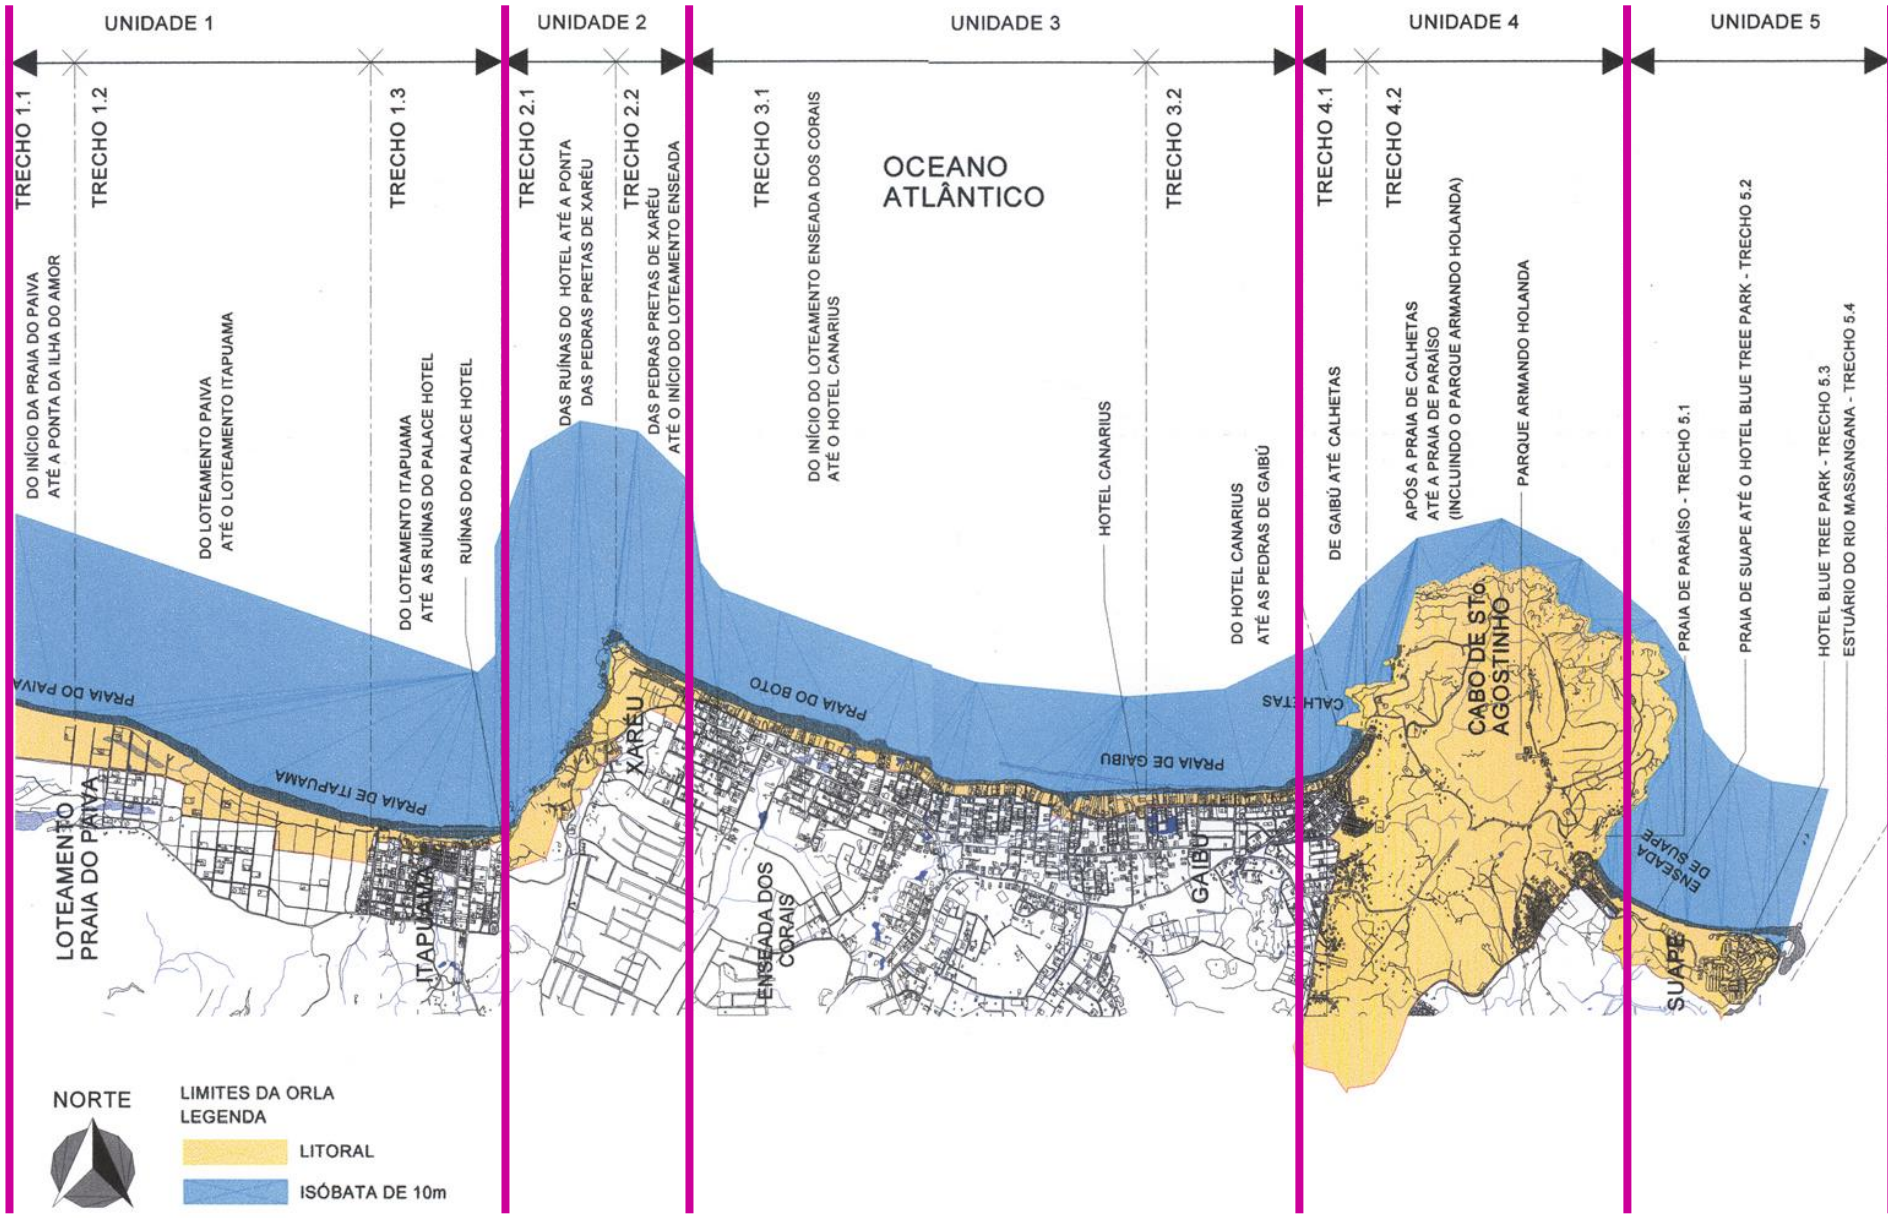 UNIDADE 1
UNIDADE 2
UNIDADE 3
UNIDADE 4
UNIDADE 5
TRECHO 1.1
TRECHO 1.2
TRECHO 1.3
TRECHO 2.1
TRECHO 2.2
TRECHO 3.1
TRECHO 3.2
TRECHO 4.1
TRECHO 4.2
OCEANO
ATLÂNTICO
DO INÍCIO DA PRAIA DO PAIVA
ATÉ A PONTA DA ILHA DO AMOR
DO LOTEAMENTO PAIVA
ATÉ O LOTEAMENTO ITAPUAMA
DO LOTEAMENTO ITAPUAMA
ATÉ AS RUÍNAS DO PALACE HOTEL
RUÍNAS DO PALACE HOTEL
DAS RUÍNAS DO HOTEL ATÉ A PONTA
DAS PEDRAS PRETAS DE XARÉU
DAS PEDRAS PRETAS DE XARÉU
ATÉ O INÍCIO DO LOTEAMENTO ENSEADA
DO INÍCIO DO LOTEAMENTO ENSEADA DOS CORAIS
ATÉ O HOTEL CANARIUS
HOTEL CANARIUS
DO HOTEL CANARIUS
ATÉ AS PEDRAS DE GAIBÚ
DE GAIBÚ ATÉ CALHETAS
APÓS A PRAIA DE CALHETAS
ATÉ A PRAIA DE PARAÍSO
(INCLUINDO O PARQUE ARMANDO HOLANDA)
PARQUE ARMANDO HOLANDA
PRAIA DE PARAÍSO - TRECHO 5.1
PRAIA DE SUAPE ATÉ O HOTEL BLUE TREE PARK - TRECHO 5.2
HOTEL BLUE TREE PARK - TRECHO 5.3
ESTUÁRIO DO RIO MASSANGANA - TRECHO 5.4
PRAIA DO PAIVA
PRAIA DE ITAPUAMA
PRAIA DO BOTO
PRAIA DE GAIBU
CALHETAS
ENSEADA
DE SUAPE
LOTEAMENTO
PRAIA DO PAIVA
ITAPUAMA
XARÉU
ENSEADA DOS
CORAIS
GAIBU
CABO DE STO.
AGOSTINHO
SUAPE
NORTE
LIMITES DA ORLA
LEGENDA
LITORAL
ISÓBATA DE 10m